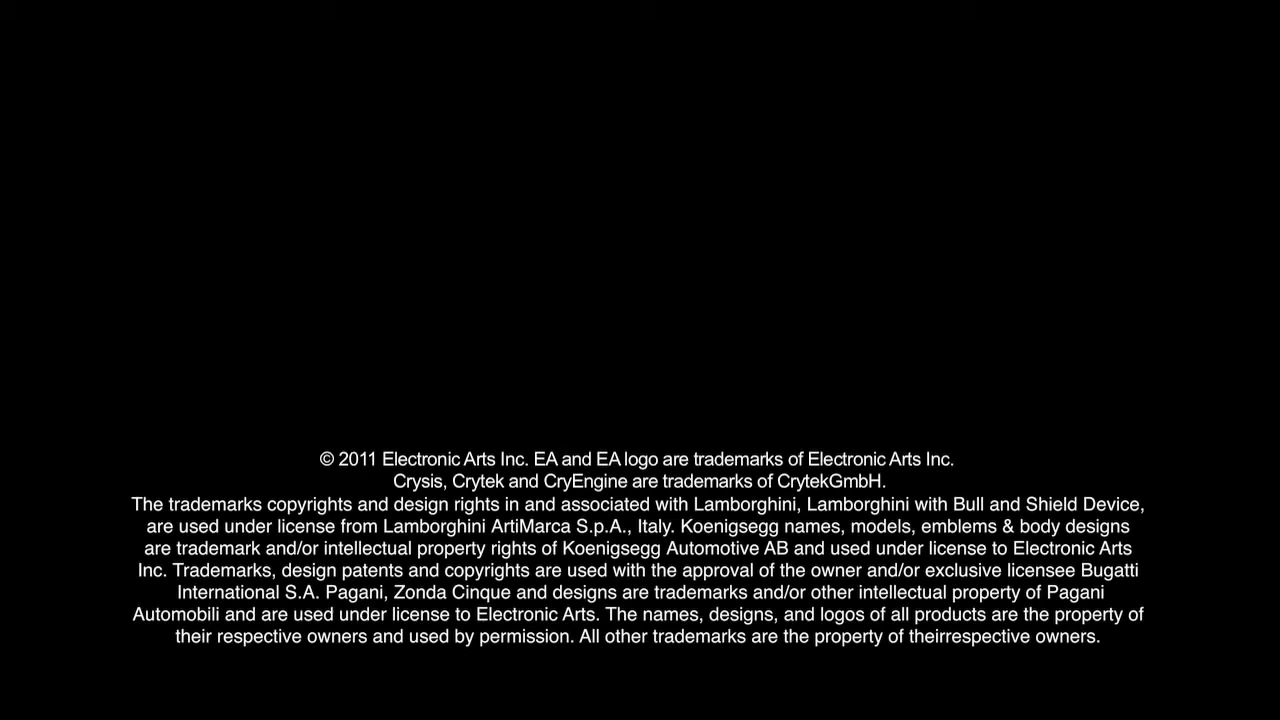 © 2011 Electronic Arts Inc. EA and EA logo are trademarks of Electronic Arts Inc.
Crysis, Crytek and CryEngine are trademarks of CrytekGmbH.
The trademarks copyrights and design rights in and associated with Lamborghini, Lamborghini with Bull and Shield Device,
are used under license from Lamborghini ArtiMarca S.p.A., Italy. Koenigsegg names, models, emblems & body designs
are trademark and/or intellectual property rights of Koenigsegg Automotive AB and used under license to Electronic Arts
Inc. Trademarks, design patents and copyrights are used with the approval of the owner and/or exclusive licensee Bugatti
International S.A. Pagani, Zonda Cinque and designs are trademarks and/or other intellectual property of Pagani
Automobili and are used under license to Electronic Arts. The names, designs, and logos of all products are the property of
their respective owners and used by permission. All other trademarks are the property of theirrespective owners.